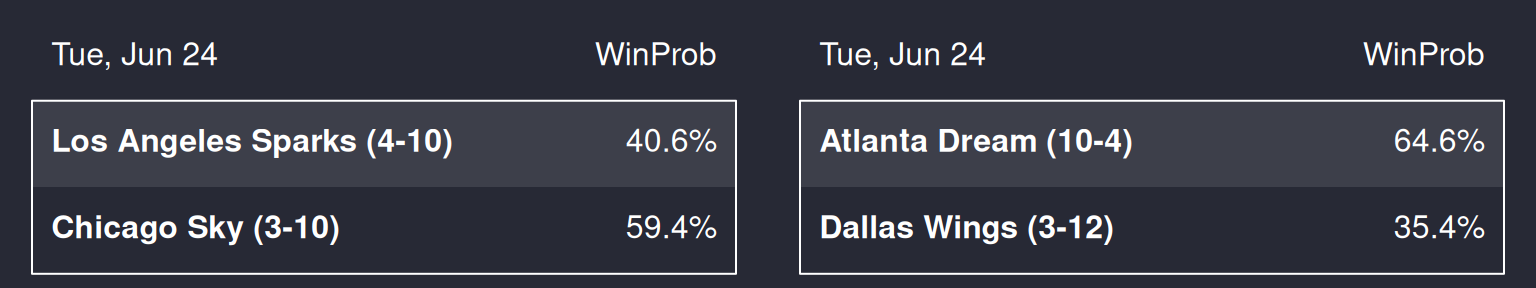 Tue, Jun 24 WinProb
Los Angeles Sparks (4-10) 40.6%
Chicago Sky (3-10) 59.4%
Tue, Jun 24 WinProb
Atlanta Dream (10-4) 64.6%
Dallas Wings (3-12) 35.4%